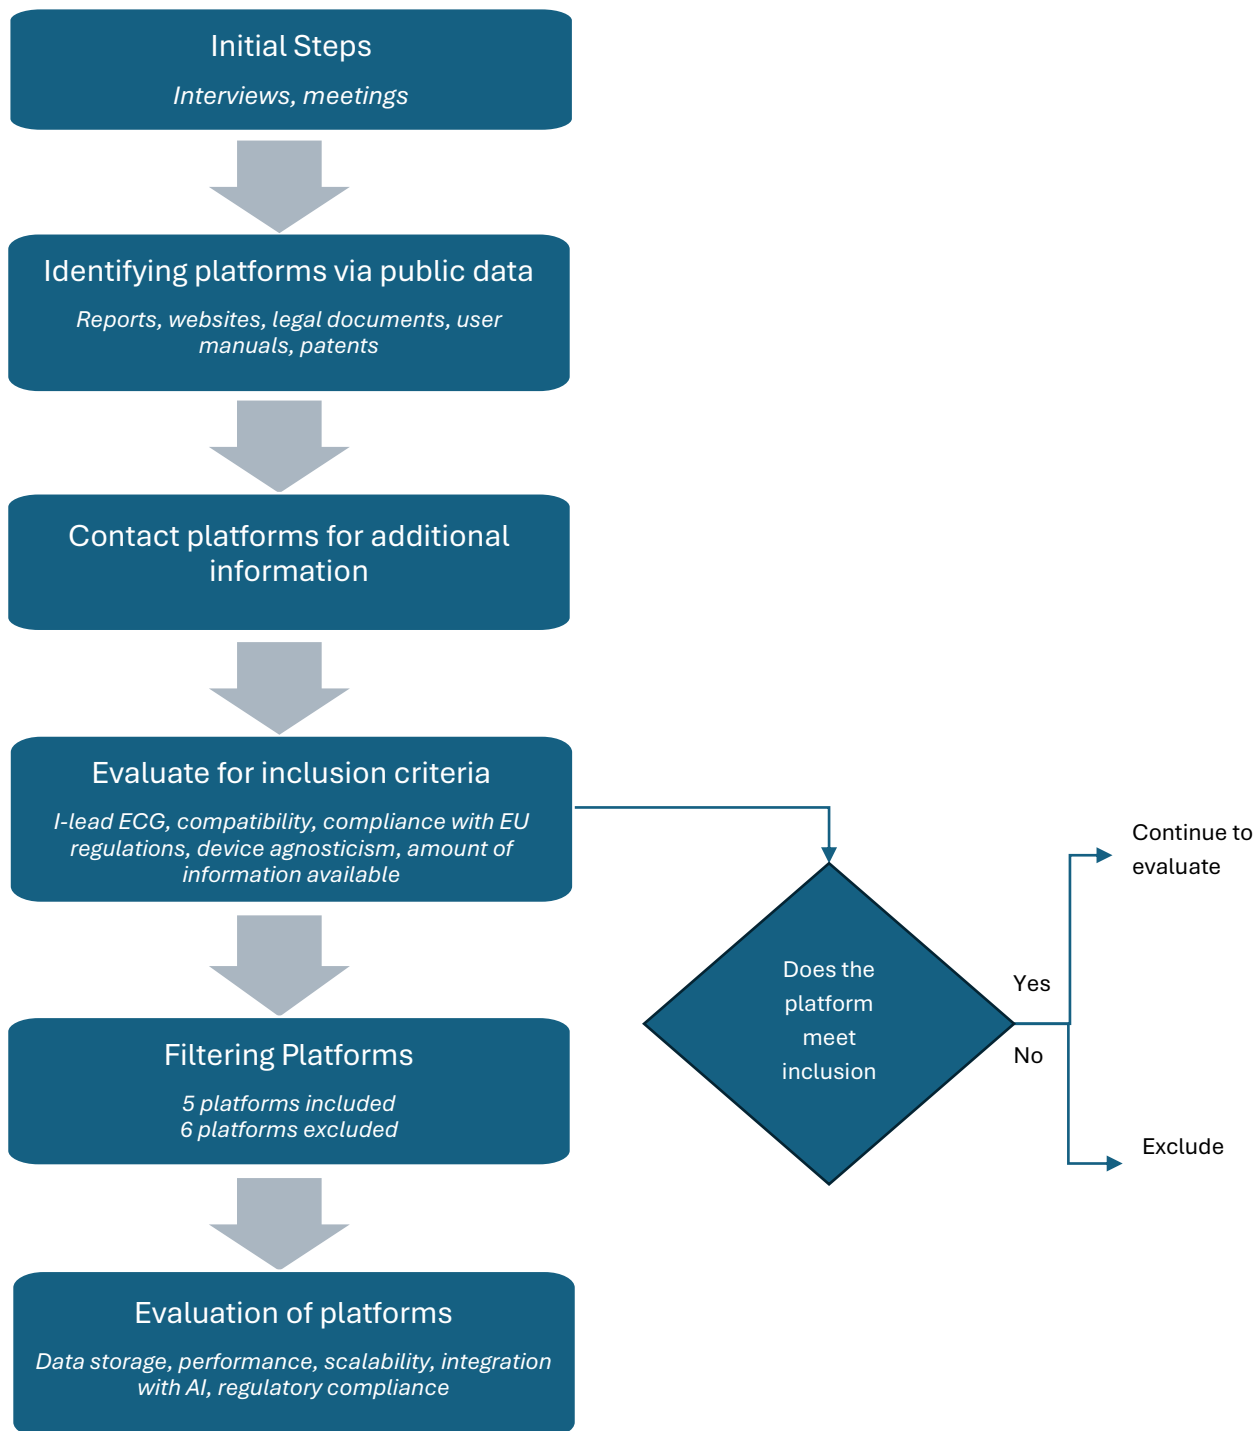 Initial Steps
Interviews, meetings
Identifying platforms via public data
Reports, websites, legal documents, user
manuals, patents
Contact platforms for additional
information
Evaluate for inclusion criteria
I-lead ECG, compatibility, compliance with EU
regulations, device agnosticism, amount of
information available
Filtering Platforms
5 platforms included
6 platforms excluded
Evaluation of platforms
Data storage, performance, scalability, integration
with AI, regulatory compliance
Does the
platform
meet
inclusion
Yes
No
Continue to
evaluate
Exclude